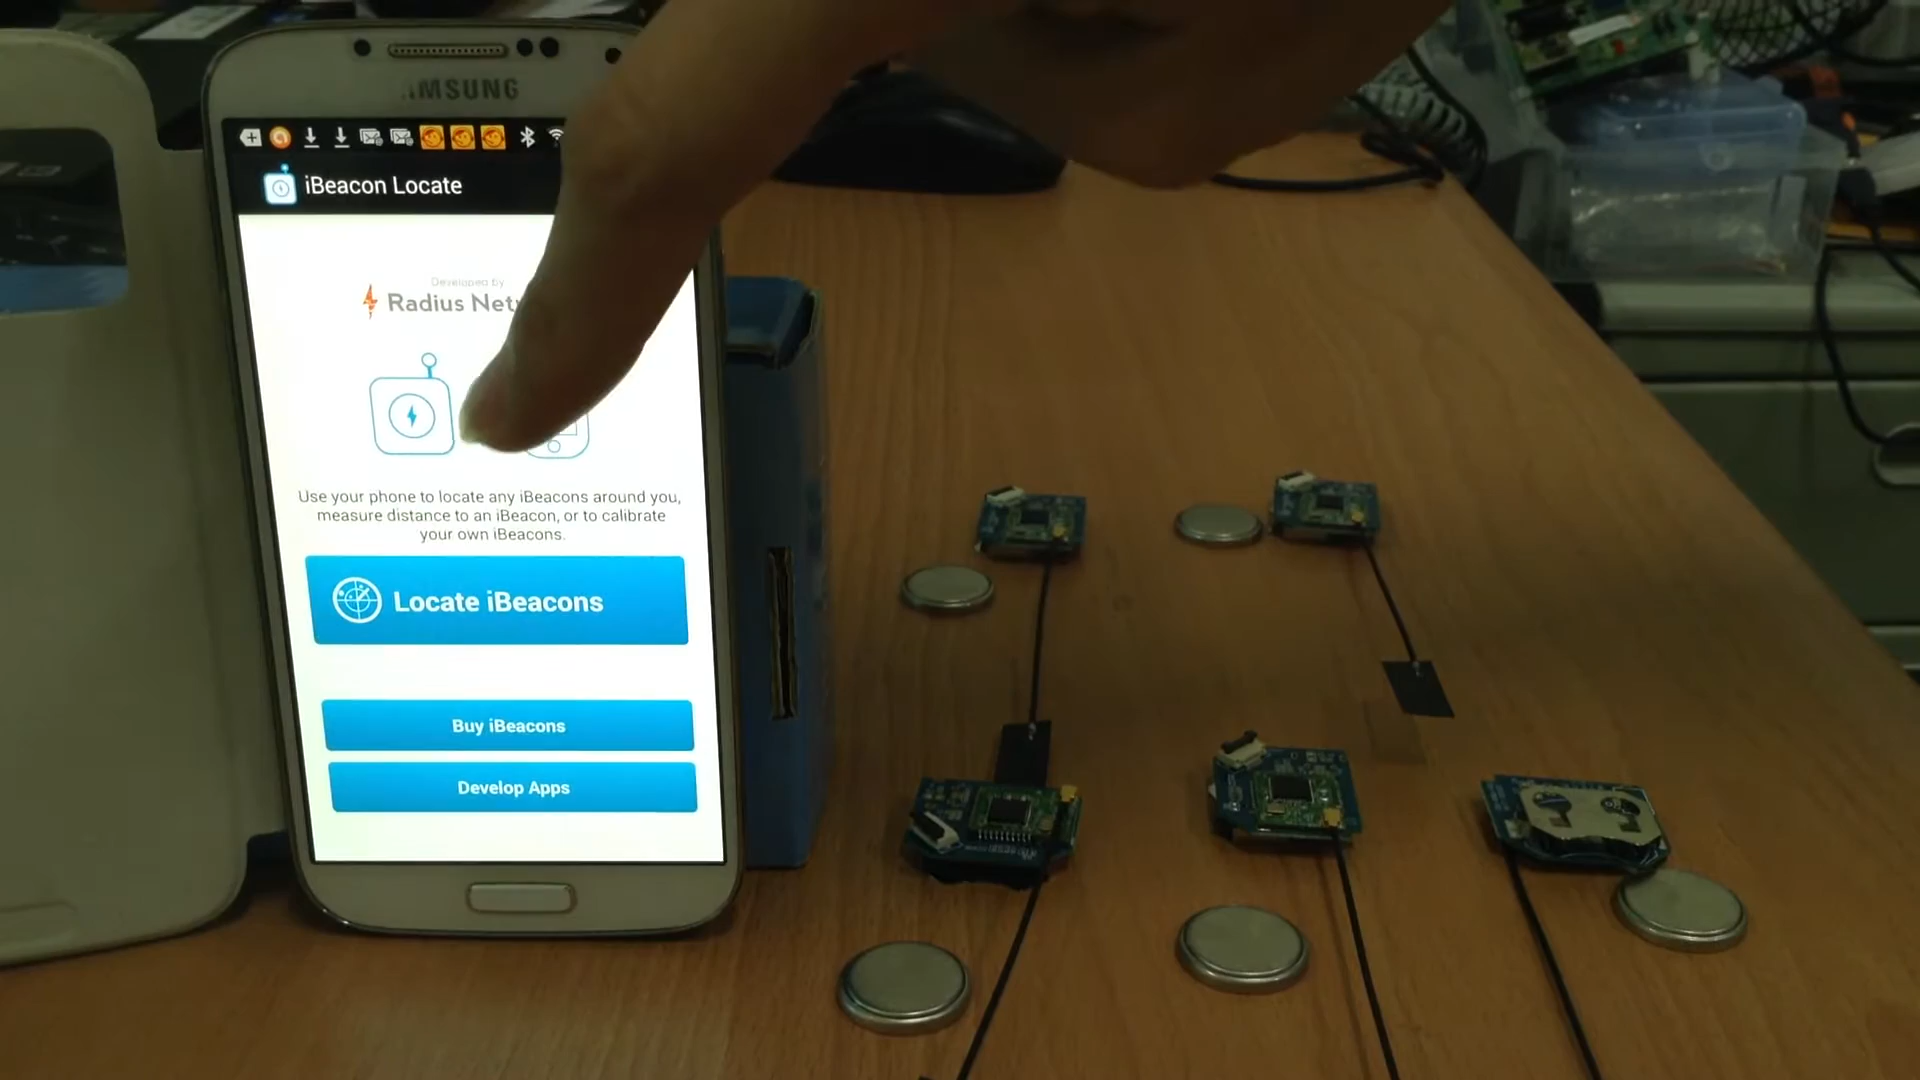 SAMSUNG
iBeacon Locate
Developed by
Radius Net
Use your phone to locate any iBeacons around you,
measure distance to an iBeacon, or to calibrate
your own iBeacons.
Locate iBeacons
Buy iBeacons
Develop Apps